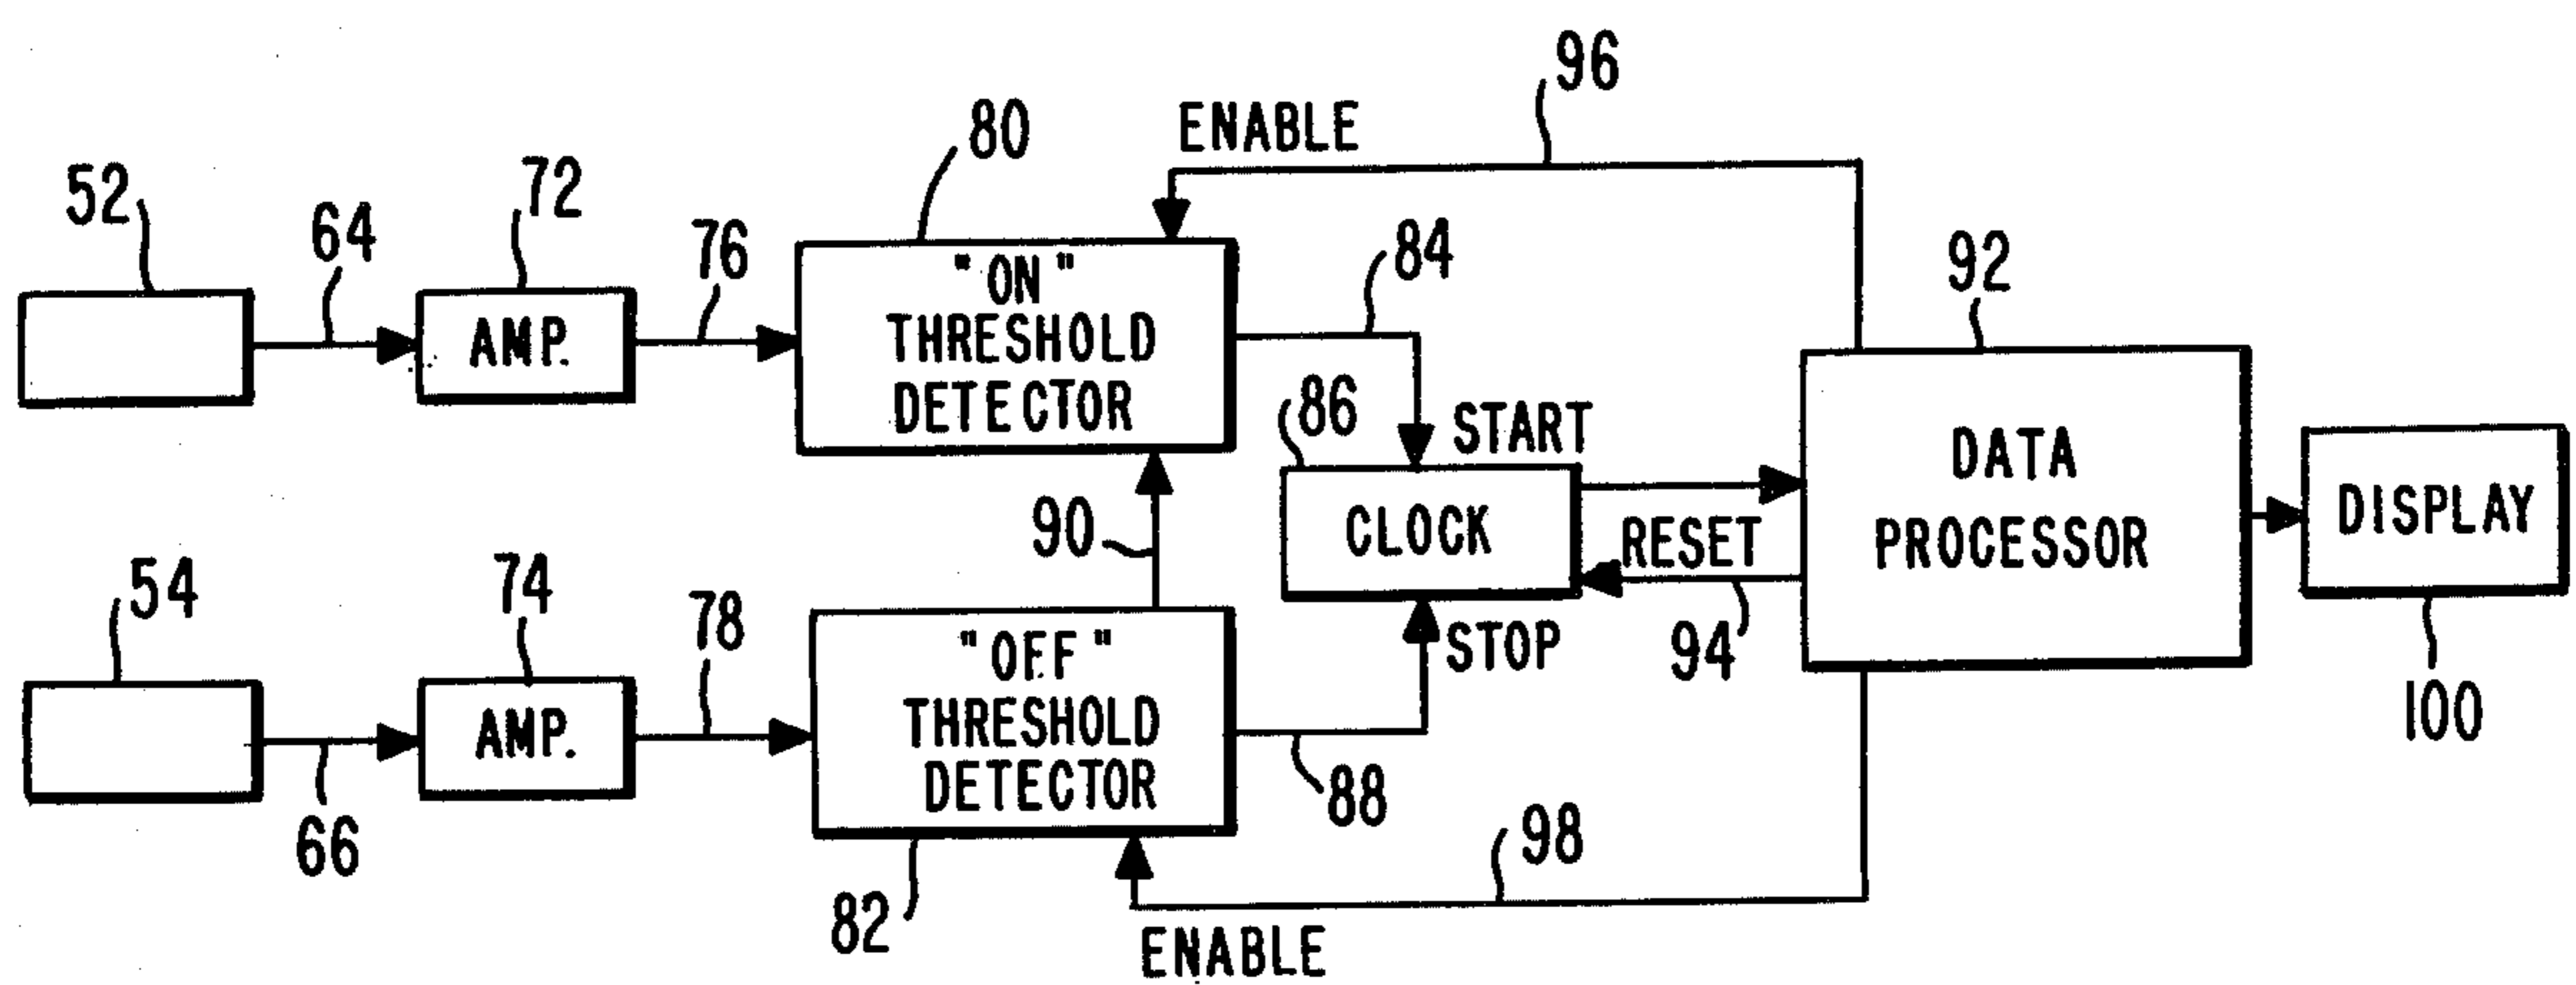 96
ENABLE
80
52
64
72
76
84
92
"ON"
THRESHOLD
DETECTOR
AMP.
86
START
CLOCK
RESET
STOP
94
DATA
PROCESSOR
DISPLAY
100
90
54
74
78
66
AMP.
"OFF"
THRESHOLD
DETECTOR
88
82
98
ENABLE